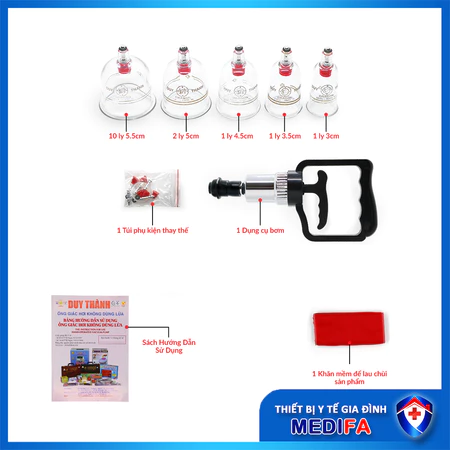 10 ly 5.5cm
2 ly 5cm
1 ly 4.5cm
1 ly 3.5cm
1 ly 3cm
1 Túi phụ kiện thay thế
1 Dụng cụ bơm
DUY THÀNH
ỐNG GIÁC HƠI KHÔNG DÙNG LỬA
BẢNG HƯỚNG DẪN SỬ DỤNG
ỐNG GIÁC HƠI KHÔNG DÙNG LỬA
Sách Hướng Dẫn
Sử Dụng
1 Khăn mềm để lau chùi
sản phẩm
THIẾT BỊ Y TẾ GIA ĐÌNH
MEDIFA